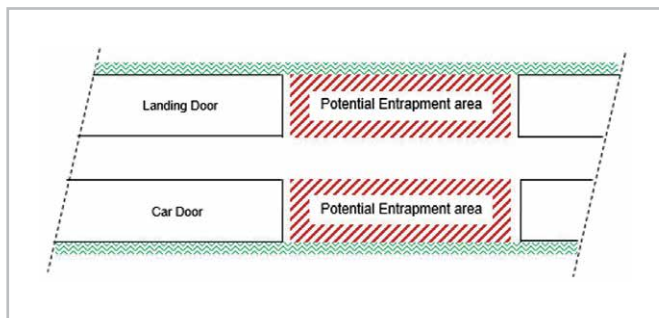 Landing Door
Potential Entrapment area
Car Door
Potential Entrapment area